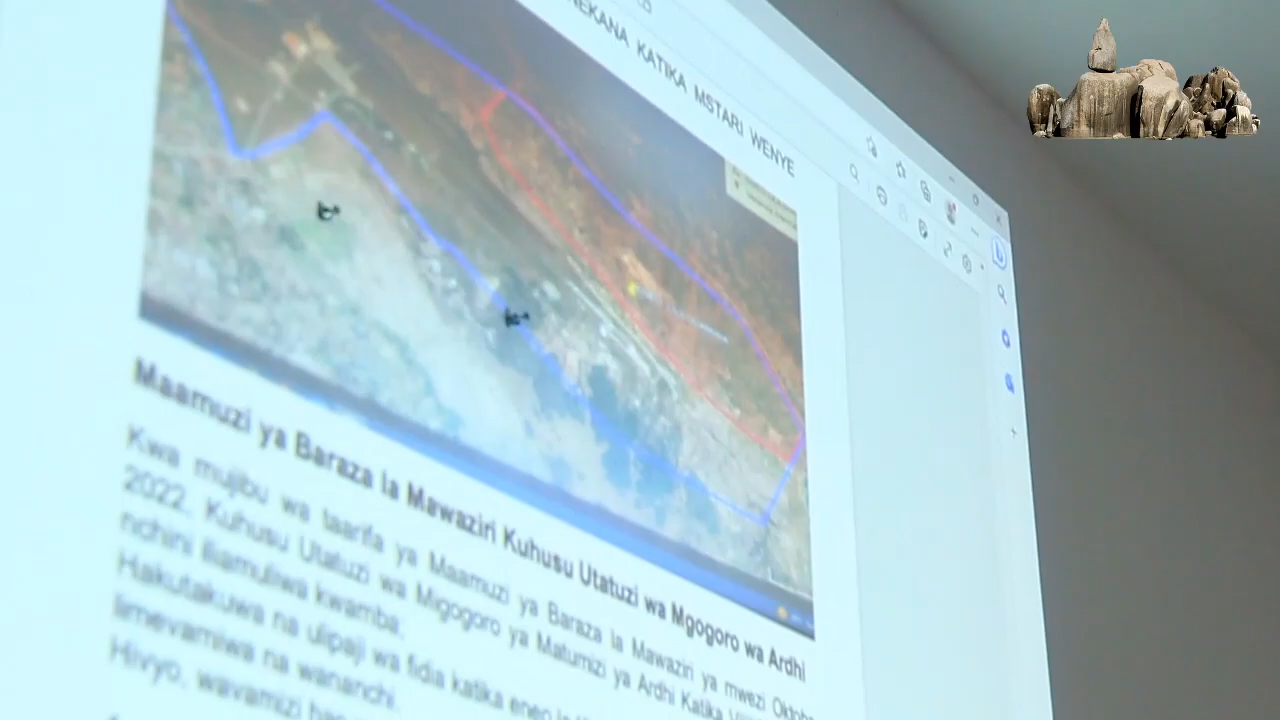 KATIKA MSTARI WENYE
Maamuzi ya Baraza la Mawaziri Kuhusu Utatuzi wa Mgogoro wa Ardhi
Kwa mujibu wa taarifa ya Maamuzi ya Baraza la Mawaziri ya mwezi
2022, Kuhusu Utatuzi wa Migogoro ya Matumizi ya Ardhi Katika
nchini iliamuliwa kwamba;
Hakutakuwa na ulipaji wa fidia katika eneo
limevamiwa na wananchi.
Hivyo, wavamizi